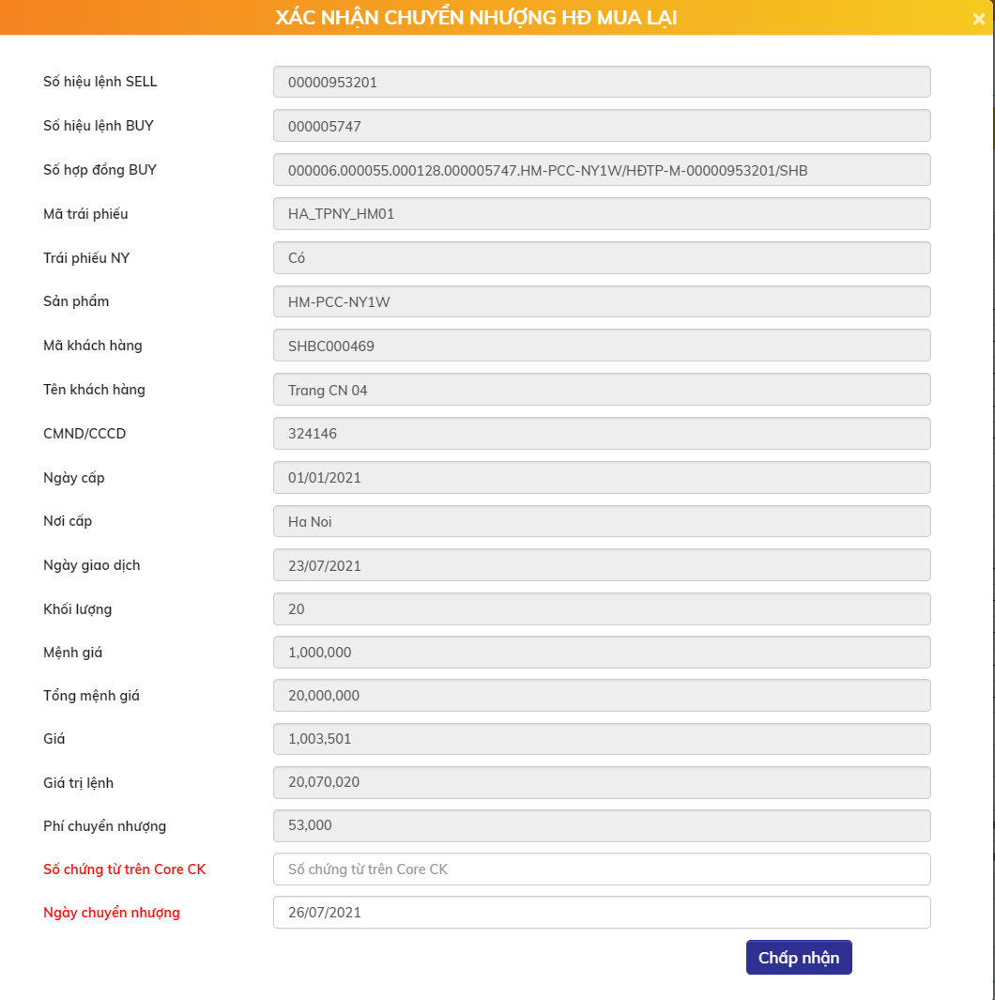 XÁC NHẬN CHUYỂN NHƯỢNG HĐ MUA LẠI ×
Số hiệu lệnh SELL 00000953201
Số hiệu lệnh BUY 000005747
Số hợp đồng BUY 000006.000055.000128.000005747.HM-PCC-NY1W/HĐTP-M-00000953201/SHB
Mã trái phiếu HA_TPNY_HM01
Trái phiếu NY Có
Sản phẩm HM-PCC-NY1W
Mã khách hàng SHBC000469
Tên khách hàng Trang CN 04
CMND/CCCD 324146
Ngày cấp 01/01/2021
Nơi cấp Ha Noi
Ngày giao dịch 23/07/2021
Khối lượng 20
Mệnh giá 1,000,000
Tổng mệnh giá 20,000,000
Giá 1,003,501
Giá trị lệnh 20,070,020
Phí chuyển nhượng 53,000
Số chứng từ trên Core CK Số chứng từ trên Core CK
Ngày chuyển nhượng 26/07/2021
Chấp nhận